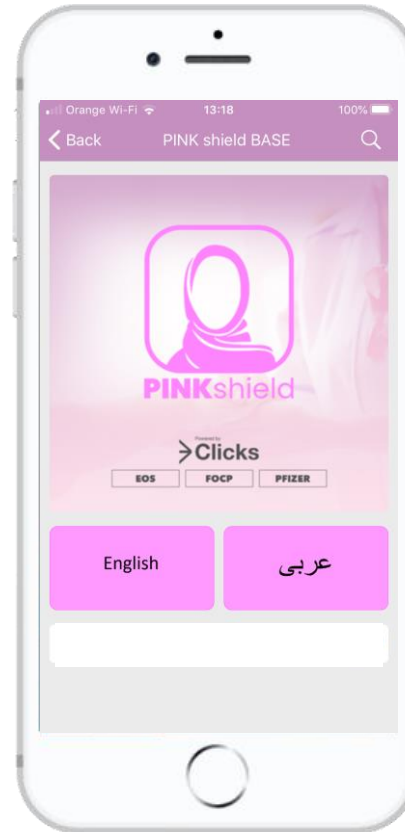 Orange Wi-Fi 13:18 100%
Back PINK shield BASE
PINKshield
Powered by
Clicks
EOS FOCP PFIZER
English عربى